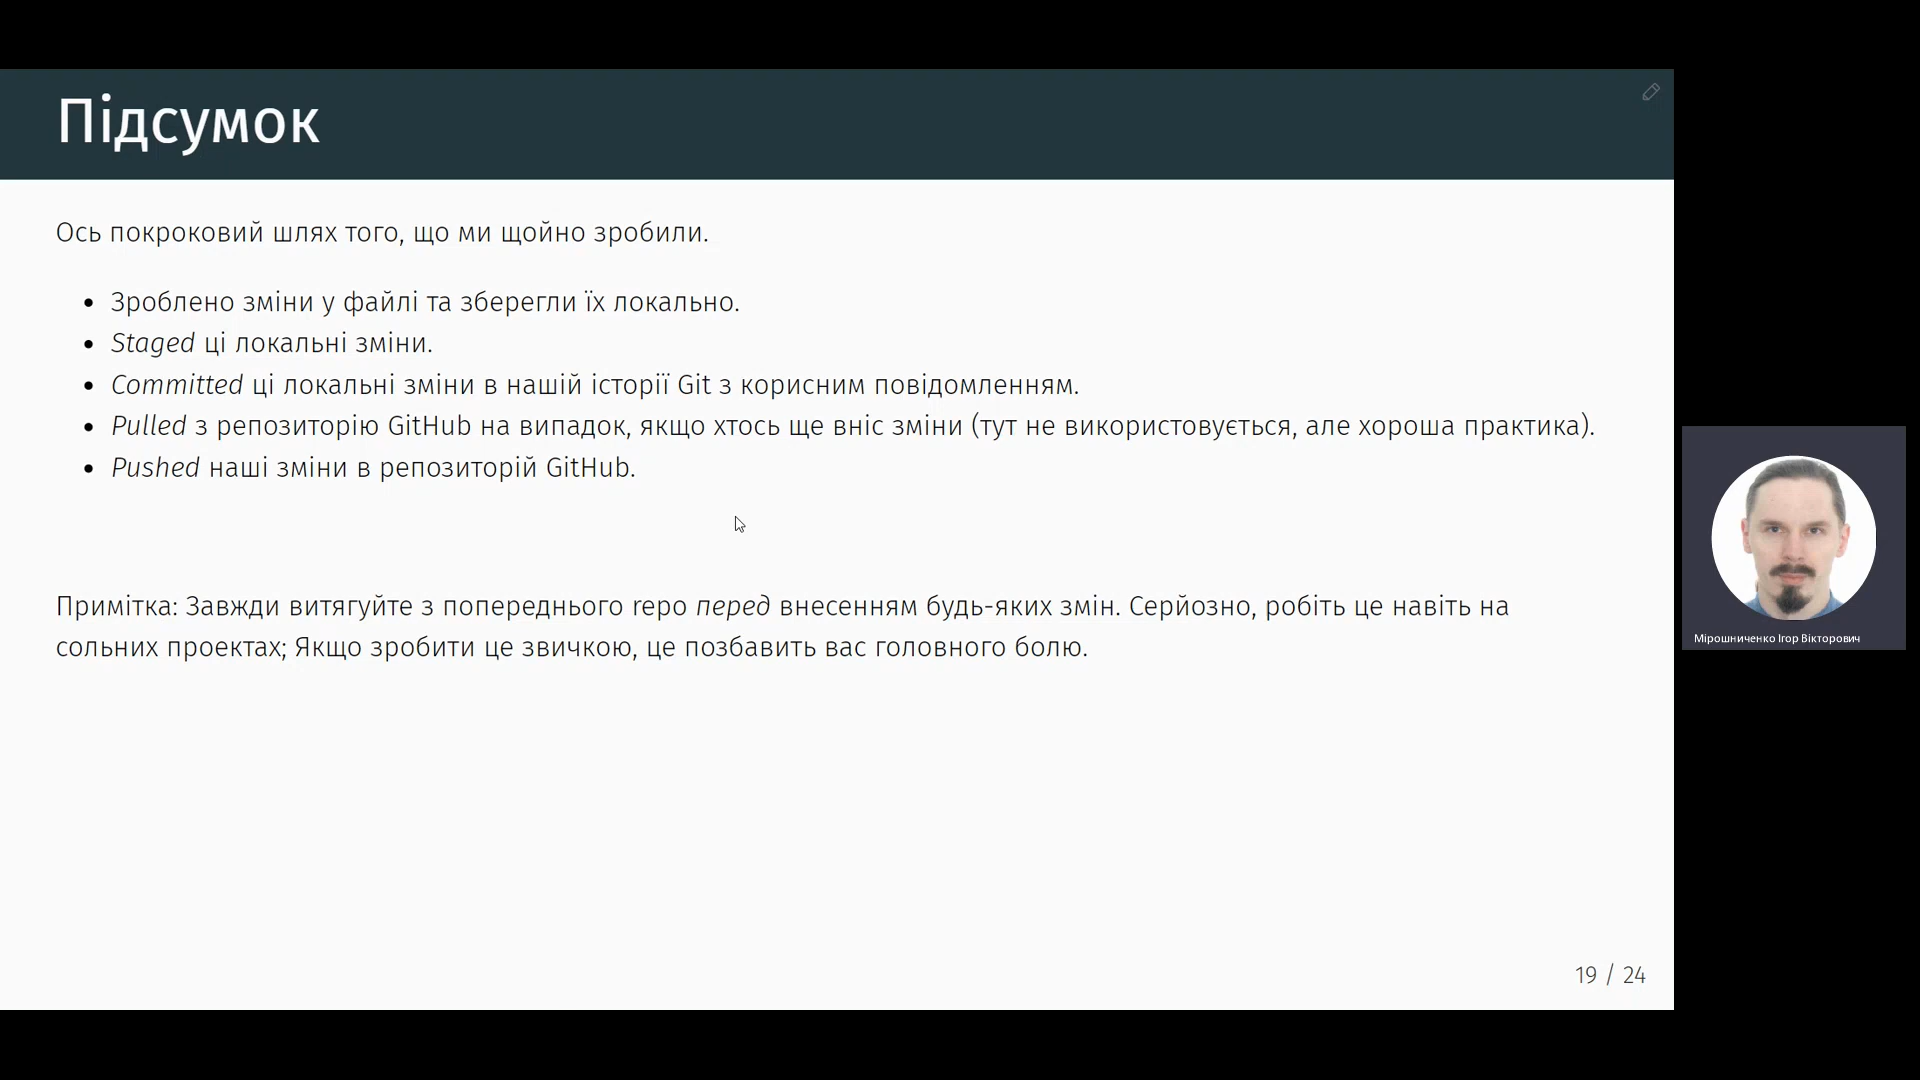 Підсумок
Ось покроковий шлях того, що ми щойно зробили.
• Зроблено зміни у файлі та зберегли їх локально.
• Staged ці локальні зміни.
• Committed ці локальні зміни в нашій історії Git з корисним повідомленням.
• Pulled з репозиторію GitHub на випадок, якщо хтось ще вніс зміни (тут не використовується, але хороша практика).
• Pushed наші зміни в репозиторій GitHub.
Примітка: Завжди витягуйте з попереднього repo перед внесенням будь-яких змін. Серйозно, робіть це навіть на
сольних проектах; Якщо зробити це звичкою, це позбавить вас головного болю.
Мірошниченко Ігор Вікторович
19 / 24